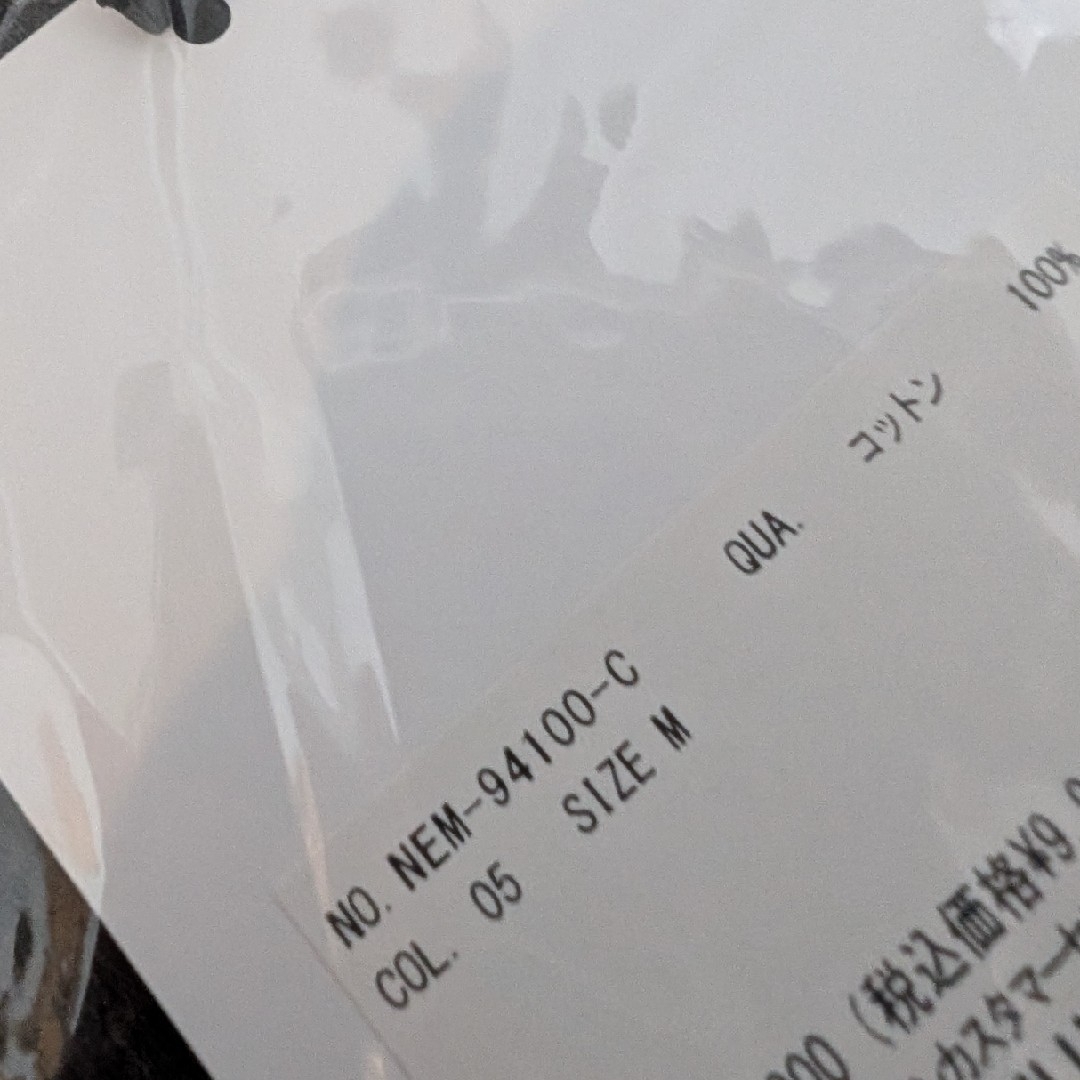 NO. NEM-94100-C
COL. 05 SIZE M
QUA. コットン 100%
000 (税込価格¥9,
カスタマー